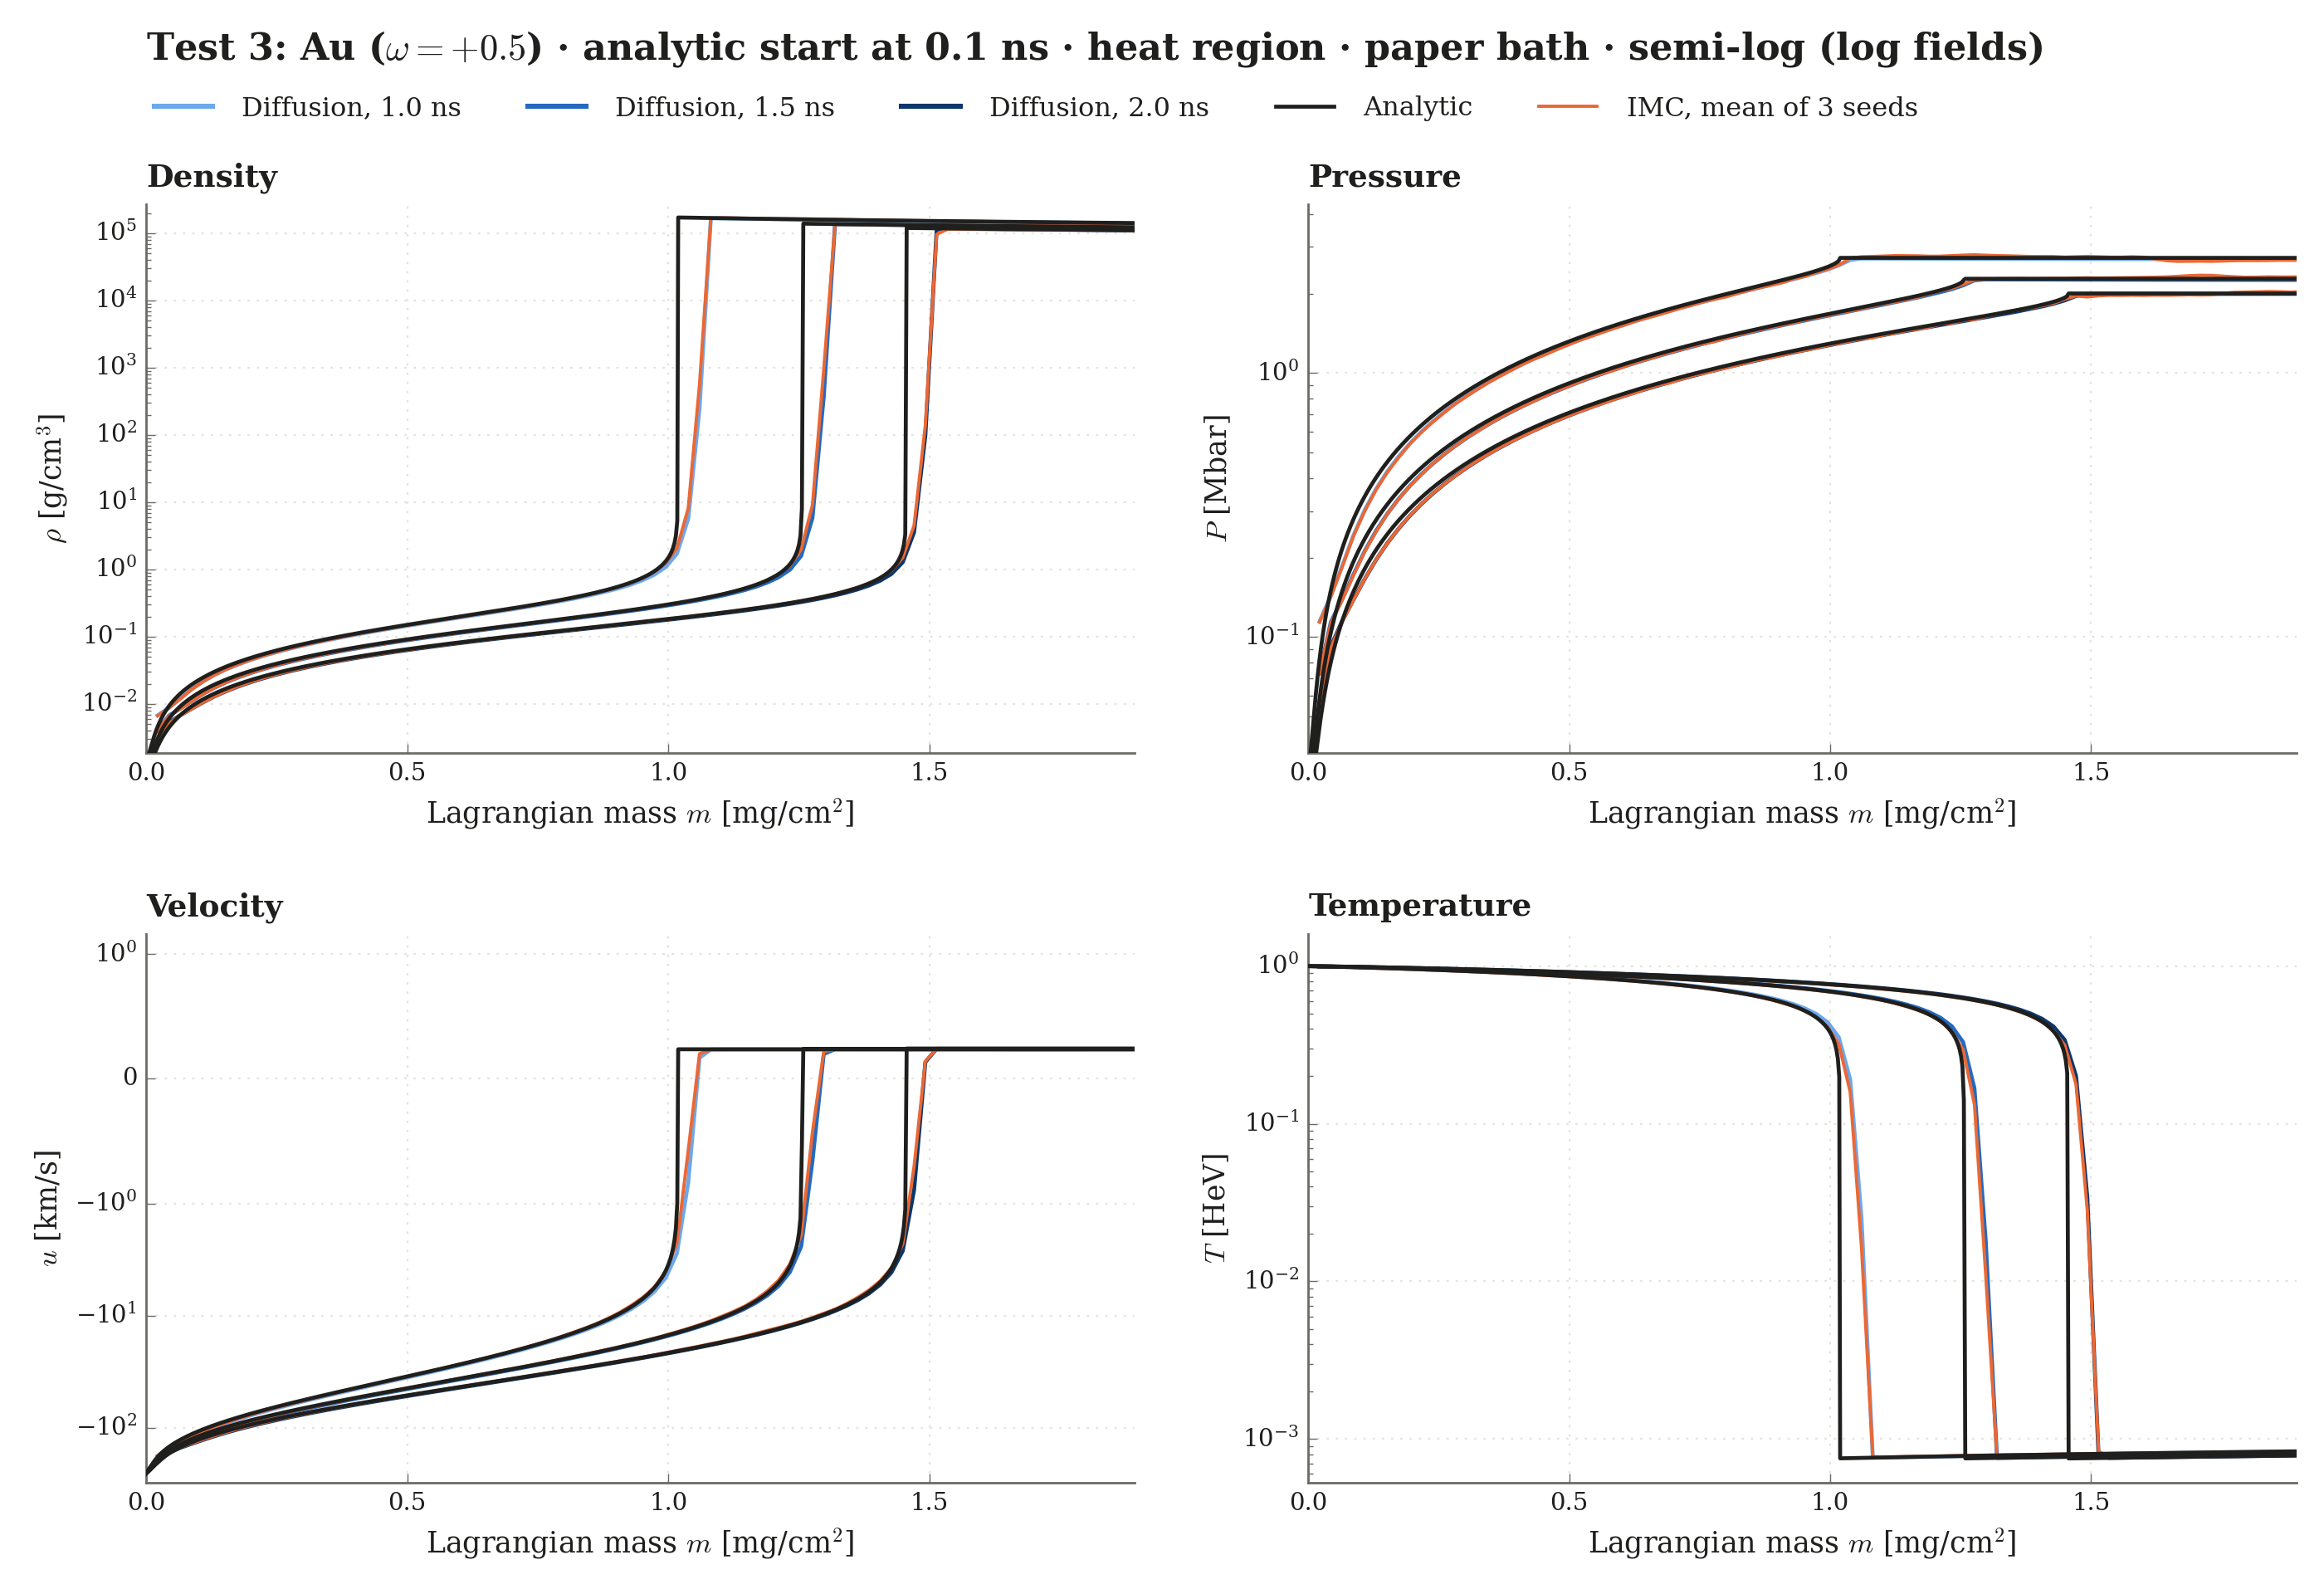 Test 3: Au (ω = +0.5) · analytic start at 0.1 ns · heat region · paper bath · semi-log (log fields)
Diffusion, 1.0 ns Diffusion, 1.5 ns Diffusion, 2.0 ns Analytic IMC, mean of 3 seeds
Density
10⁵
10⁴
10³
10²
10¹
10⁰
10⁻¹
10⁻²
ρ [g/cm³]
0.0 0.5 1.0 1.5
Lagrangian mass m [mg/cm²]
Pressure
10⁰
10⁻¹
P [Mbar]
0.0 0.5 1.0 1.5
Lagrangian mass m [mg/cm²]
Velocity
10⁰
0
−10⁰
−10¹
−10²
u [km/s]
0.0 0.5 1.0 1.5
Lagrangian mass m [mg/cm²]
Temperature
10⁰
10⁻¹
10⁻²
10⁻³
T [HeV]
0.0 0.5 1.0 1.5
Lagrangian mass m [mg/cm²]